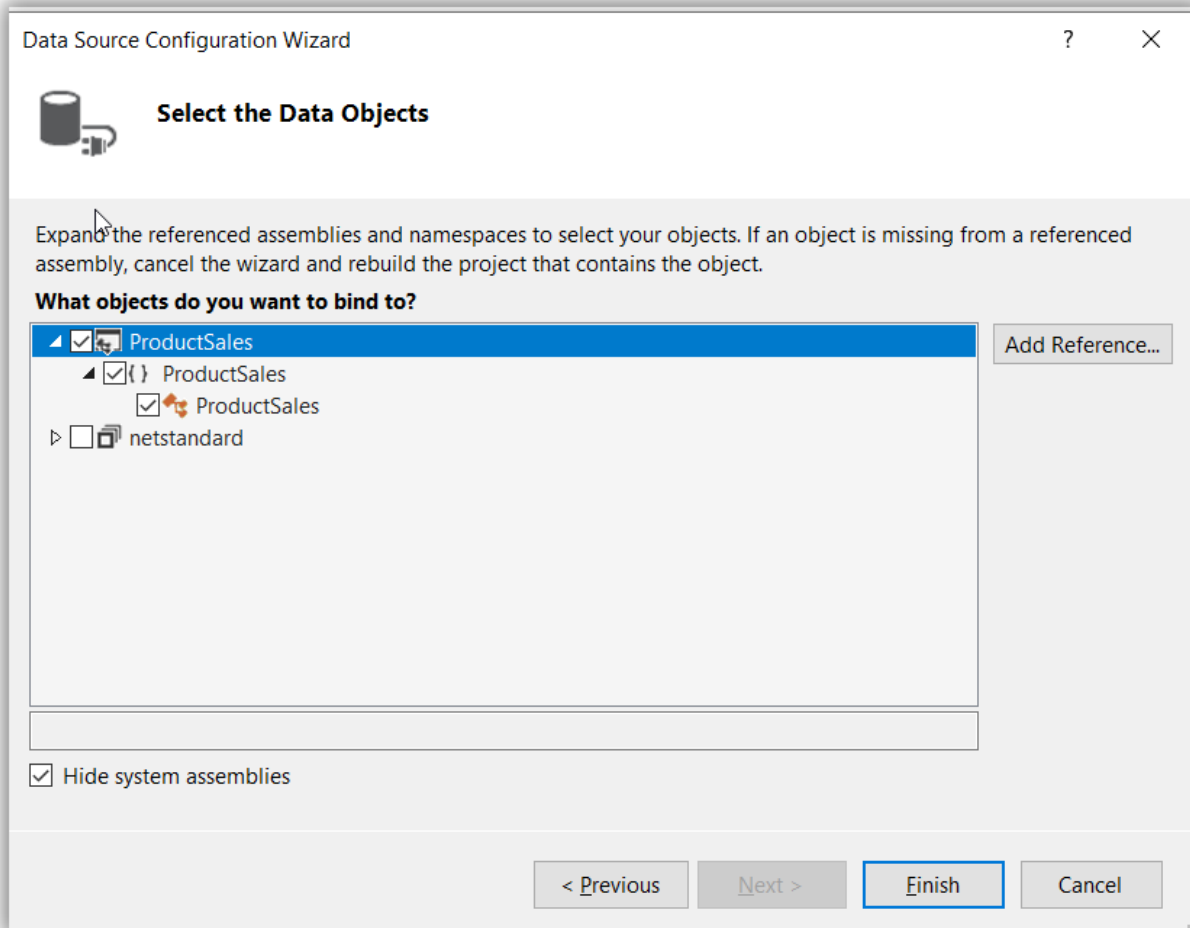 Data Source Configuration Wizard
?
Select the Data Objects
Expand the referenced assemblies and namespaces to select your objects. If an object is missing from a referenced
assembly, cancel the wizard and rebuild the project that contains the object.
What objects do you want to bind to?
ProductSales
Add Reference...
{ } ProductSales
ProductSales
netstandard
Hide system assemblies
< Previous
Next >
Finish
Cancel